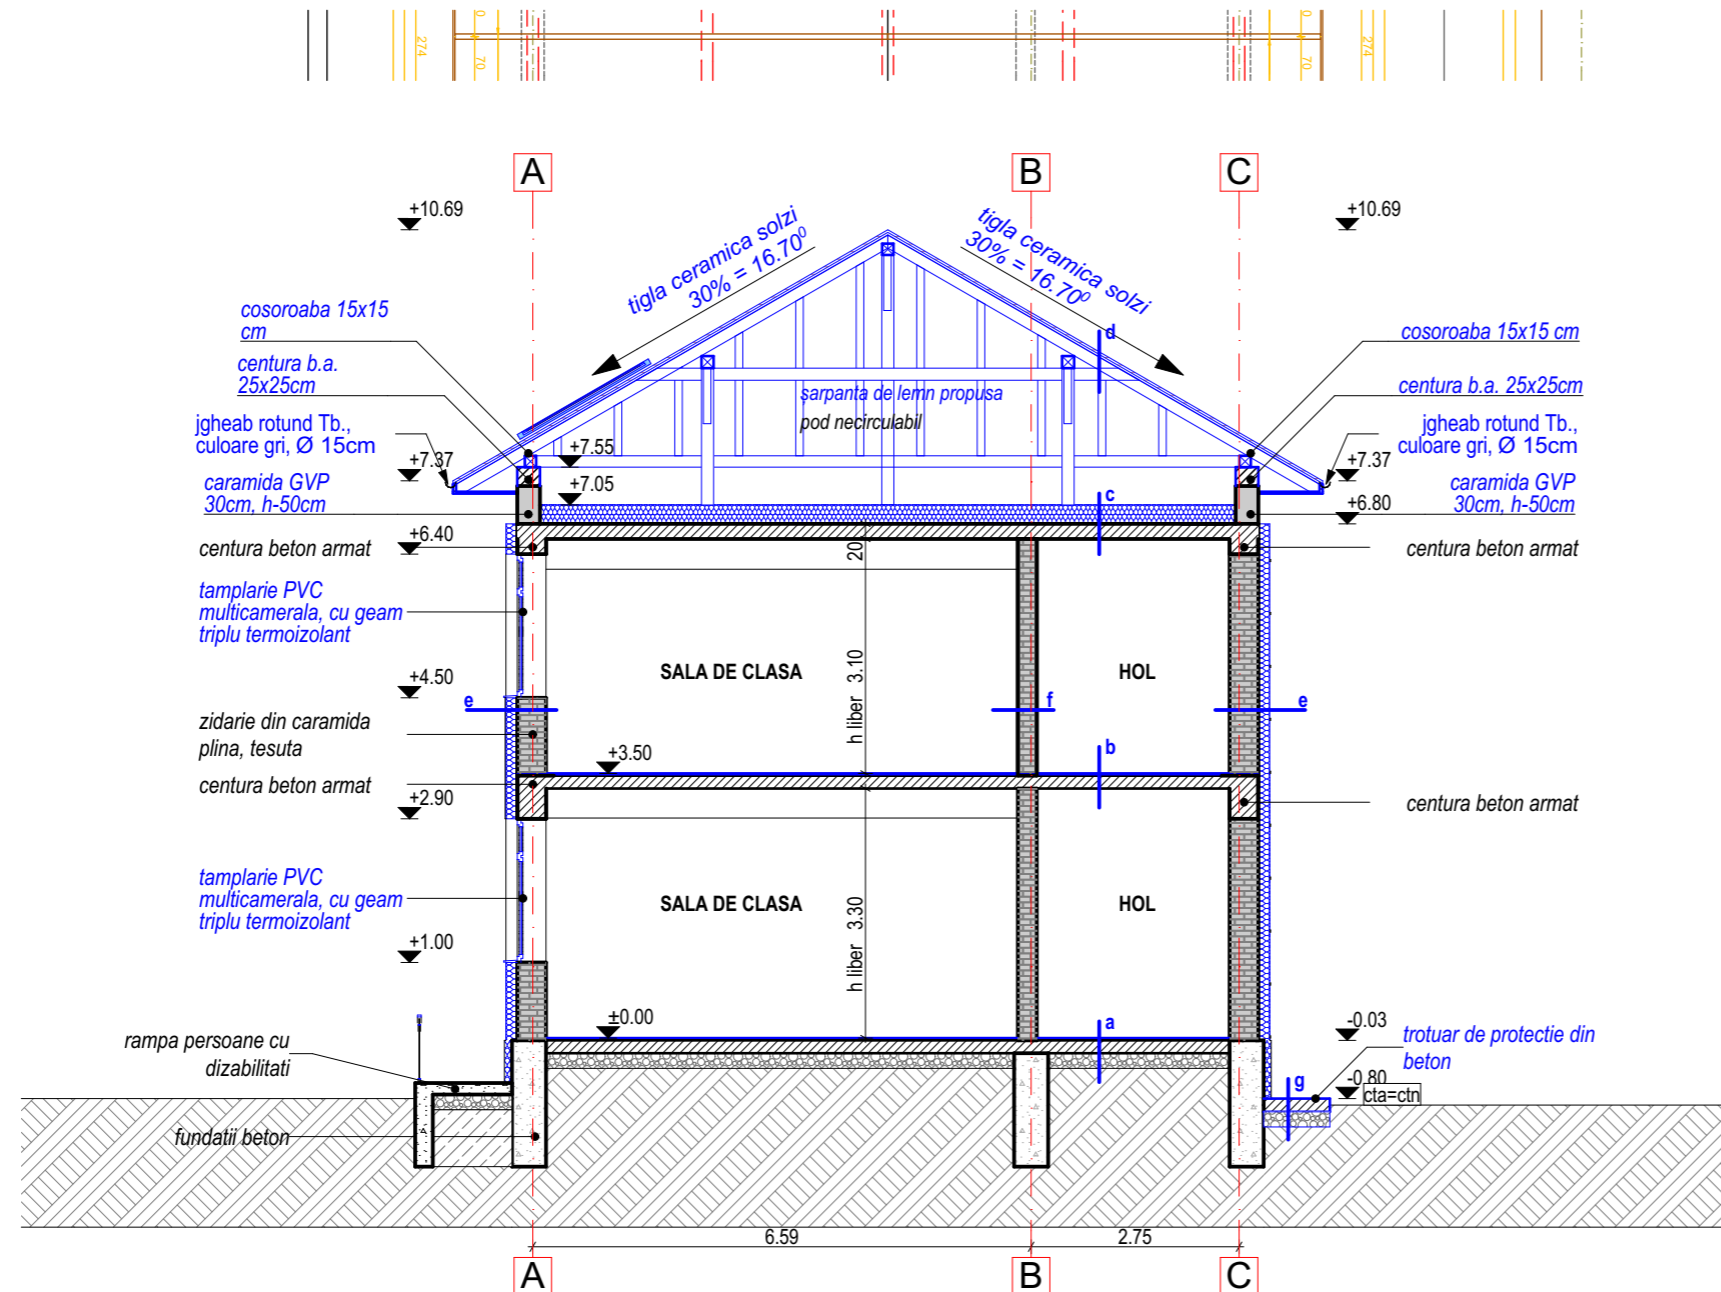 0
70
274
0
70
274
A
B
C
+10.69
+10.69
tigla ceramica solzi
30% = 16.70⁰
tigla ceramica solzi
30% = 16.70⁰
cosoroaba 15x15
cm
centura b.a.
25x25cm
jgheab rotund Tb.,
culoare gri, Ø 15cm
+7.37
caramida GVP
30cm, h-50cm
centura beton armat
+6.40
tamplarie PVC
multicamerala, cu geam
triplu termoizolant
+4.50
zidarie din caramida
plina, tesuta
centura beton armat
+2.90
tamplarie PVC
multicamerala, cu geam
triplu termoizolant
+1.00
rampa persoane cu
dizabilitati
fundatii beton
d
sarpanta de lemn propusa
pod necirculabil
+7.55
+7.05
c
20
SALA DE CLASA
h liber 3.10
HOL
e
f
e
+3.50
b
SALA DE CLASA
h liber 3.30
HOL
±0.00
a
g
cosoroaba 15x15 cm
centura b.a. 25x25cm
jgheab rotund Tb.,
culoare gri, Ø 15cm
+7.37
caramida GVP
30cm, h-50cm
+6.80
centura beton armat
centura beton armat
-0.03
trotuar de protectie din
beton
-0.80
cta=ctn
6.59
2.75
A
B
C